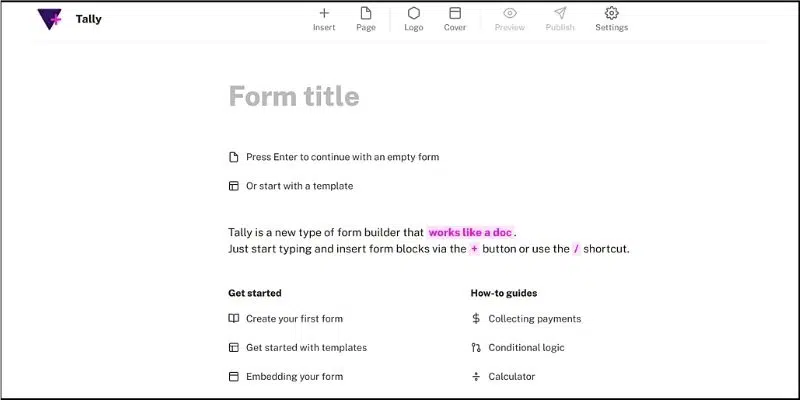 Tally
Insert
Page
Logo
Cover
Preview
Publish
Settings
Form title
Press Enter to continue with an empty form
Or start with a template
Tally is a new type of form builder that works like a doc.
Just start typing and insert form blocks via the + button or use the / shortcut.
Get started
Create your first form
Get started with templates
Embedding your form
How-to guides
Collecting payments
Conditional logic
Calculator